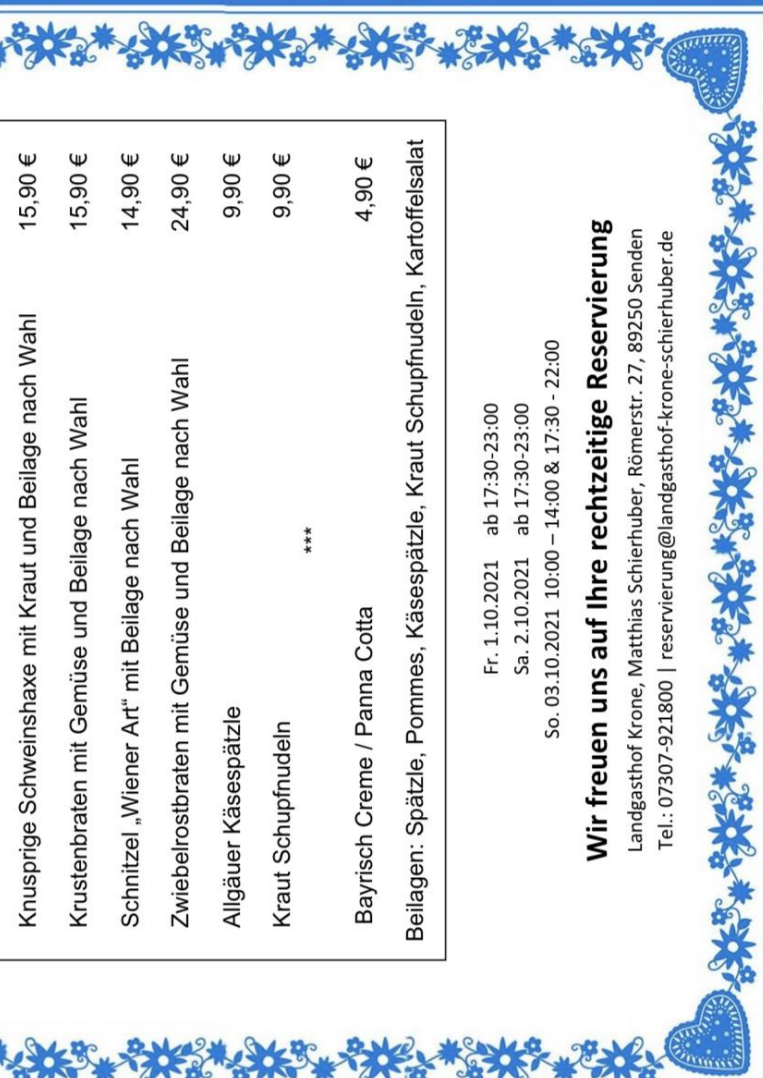 Knusprige Schweinshaxe mit Kraut und Beilage nach Wahl 15,90 €
Krustenbraten mit Gemüse und Beilage nach Wahl 15,90 €
Schnitzel „Wiener Art“ mit Beilage nach Wahl 14,90 €
Zwiebelrostbraten mit Gemüse und Beilage nach Wahl 24,90 €
Allgäuer Käsespätzle 9,90 €
Kraut Schupfnudeln 9,90 €
***
Bayrisch Creme / Panna Cotta 4,90 €
Beilagen: Spätzle, Pommes, Käsespätzle, Kraut Schupfnudeln, Kartoffelsalat
Fr. 1.10.2021 ab 17:30-23:00
Sa. 2.10.2021 ab 17:30-23:00
So. 03.10.2021 10:00 – 14:00 & 17:30 - 22:00
Wir freuen uns auf Ihre rechtzeitige Reservierung
Landgasthof Krone, Matthias Schierhuber, Römerstr. 27, 89250 Senden
Tel.: 07307-921800 | reservierung@landgasthof-krone-schierhuber.de